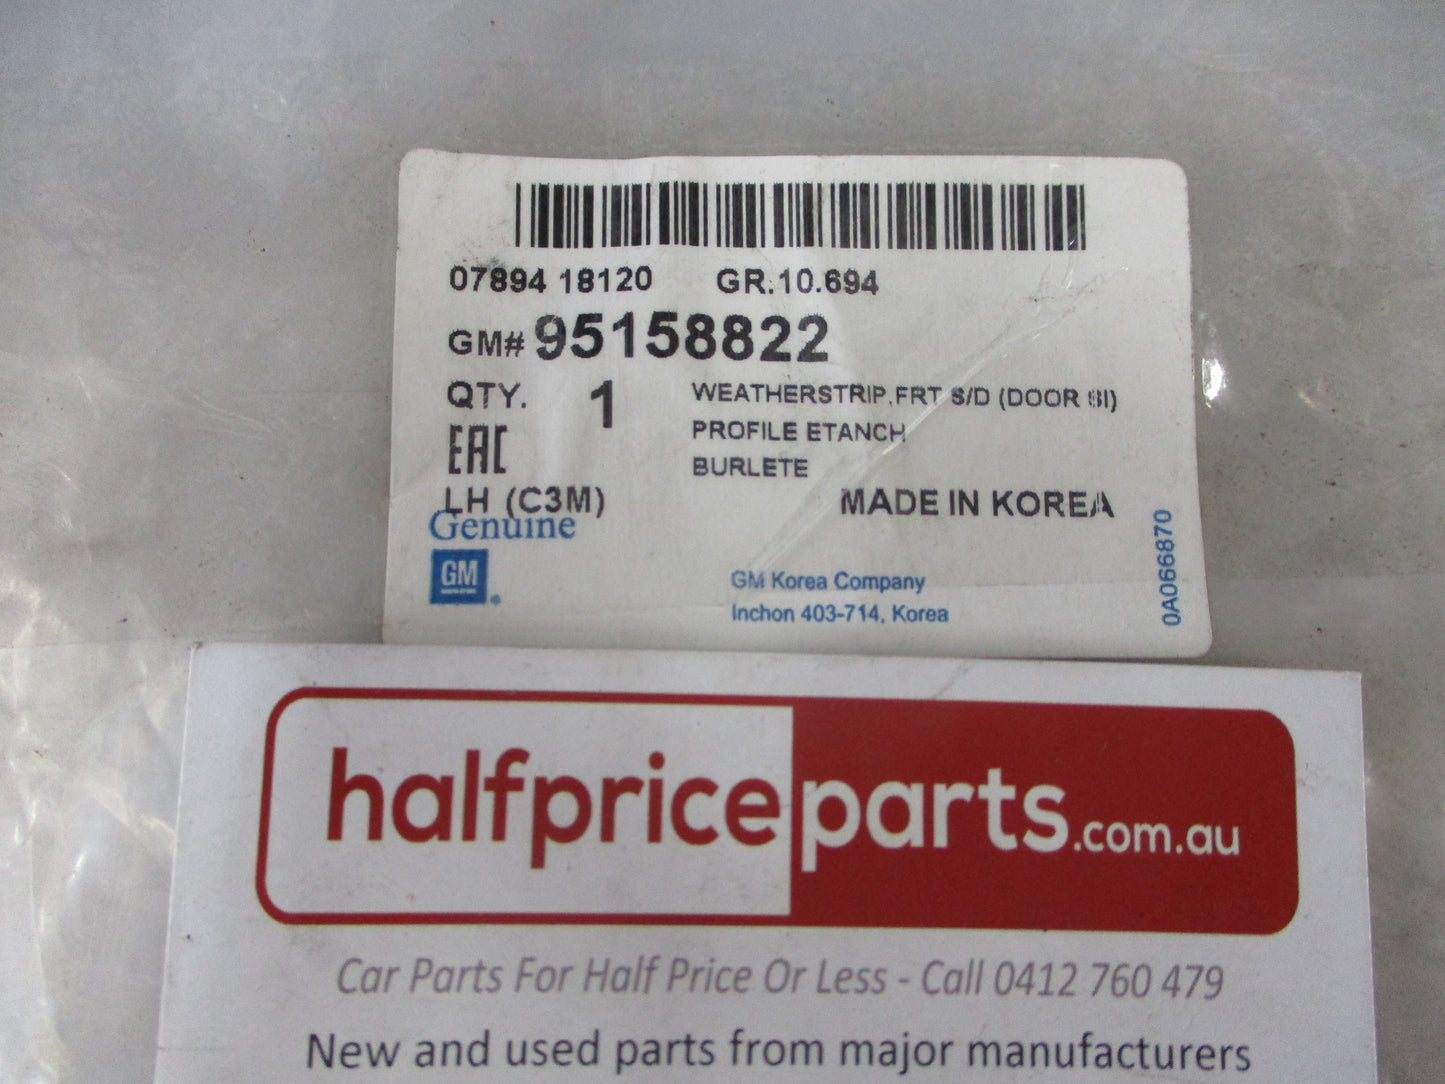 07894 18120 GR.10.694
GM# 95158822
QTY. 1 WEATHERSTRIP,FRT S/D (DOOR SI)
PROFILE ETANCH
EAC BURLETE
LH (C3M) MADE IN KOREA
Genuine
GM
GM Korea Company
Inchon 403-714, Korea
0A066870
halfpriceparts.com.au
Car Parts For Half Price Or Less - Call 0412 760 479
New and used parts from major manufacturers